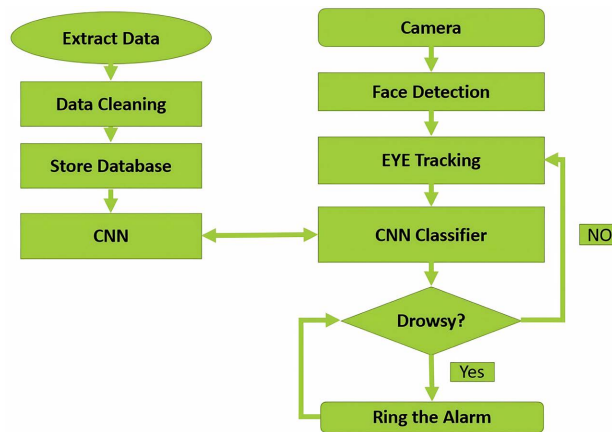 Extract Data
Data Cleaning
Store Database
CNN
Camera
Face Detection
EYE Tracking
CNN Classifier
NO
Drowsy?
Yes
Ring the Alarm